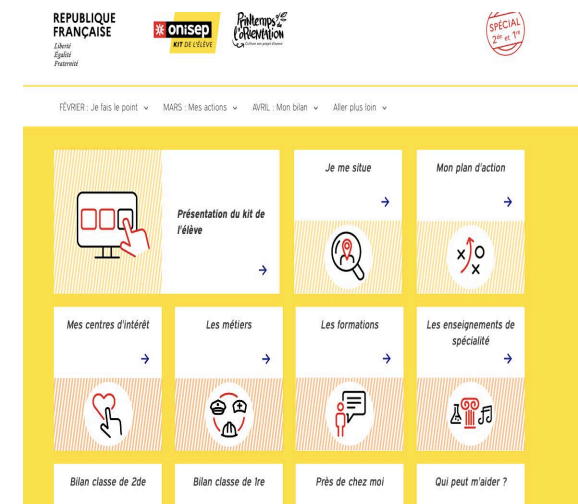 REPUBLIQUE
FRANÇAISE
Liberté
Égalité
Fraternité
onisep
KIT DE L'ÉLÈVE
Printemps
de
l'ORIENTATION
SPÉCIAL
2de et 1re
FÉVRIER : Je fais le point
MARS : Mes actions
AVRIL : Mon bilan
Aller plus loin
Présentation du kit de
l'élève
Je me situe
Mon plan d'action
Mes centres d'intérêt
Les métiers
Les formations
Les enseignements de
spécialité
Bilan classe de 2de
Bilan classe de 1re
Près de chez moi
Qui peut m'aider ?